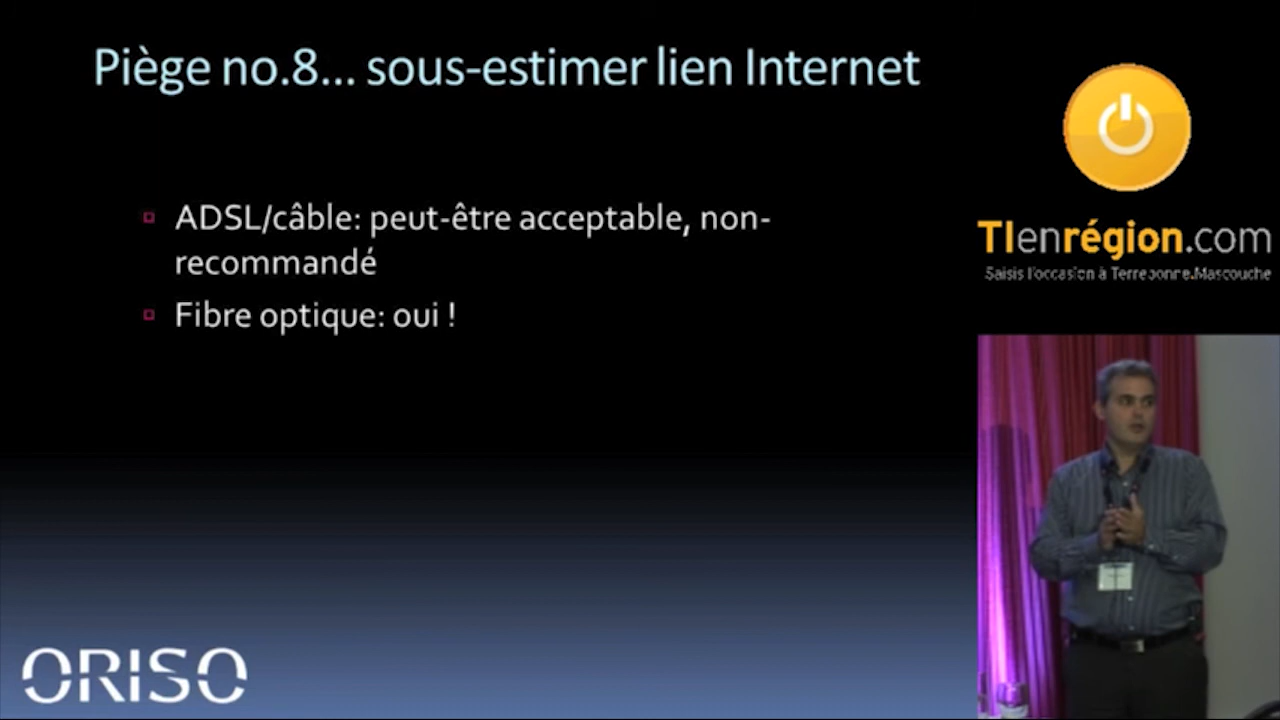 Piège no.8... sous-estimer lien Internet
ADSL/câble: peut-être acceptable, non-
recommandé
Fibre optique: oui !
TIenrégion.com
Saisis l'occasion à Terrebonne.Mascouche
ORISO